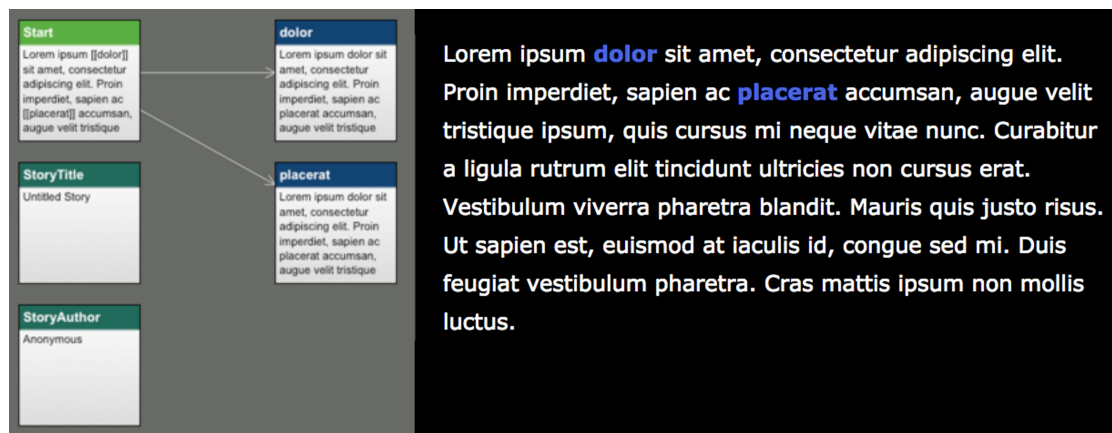 Start
Lorem ipsum [[dolor]]
sit amet, consectetur
adipiscing elit. Proin
imperdiet, sapien ac
[[placerat]] accumsan,
augue velit tristique
dolor
Lorem ipsum dolor sit
amet, consectetur
adipiscing elit. Proin
imperdiet, sapien ac
placerat accumsan,
augue velit tristique
StoryTitle
Untitled Story
placerat
Lorem ipsum dolor sit
amet, consectetur
adipiscing elit. Proin
imperdiet, sapien ac
placerat accumsan,
augue velit tristique
StoryAuthor
Anonymous
Lorem ipsum dolor sit amet, consectetur adipiscing elit.
Proin imperdiet, sapien ac placerat accumsan, augue velit
tristique ipsum, quis cursus mi neque vitae nunc. Curabitur
a ligula rutrum elit tincidunt ultricies non cursus erat.
Vestibulum viverra pharetra blandit. Mauris quis justo risus.
Ut sapien est, euismod at iaculis id, congue sed mi. Duis
feugiat vestibulum pharetra. Cras mattis ipsum non mollis
luctus.